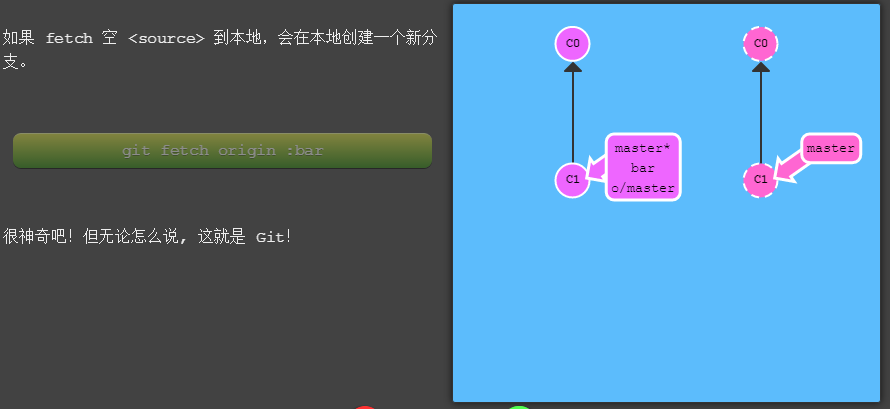 如果 fetch 空 <source> 到本地，会在本地创建一个新分
支。
git fetch origin :bar
很神奇吧！但无论怎么说, 这就是 Git!
C0
C0
master*
bar
o/master
master
C1
C1